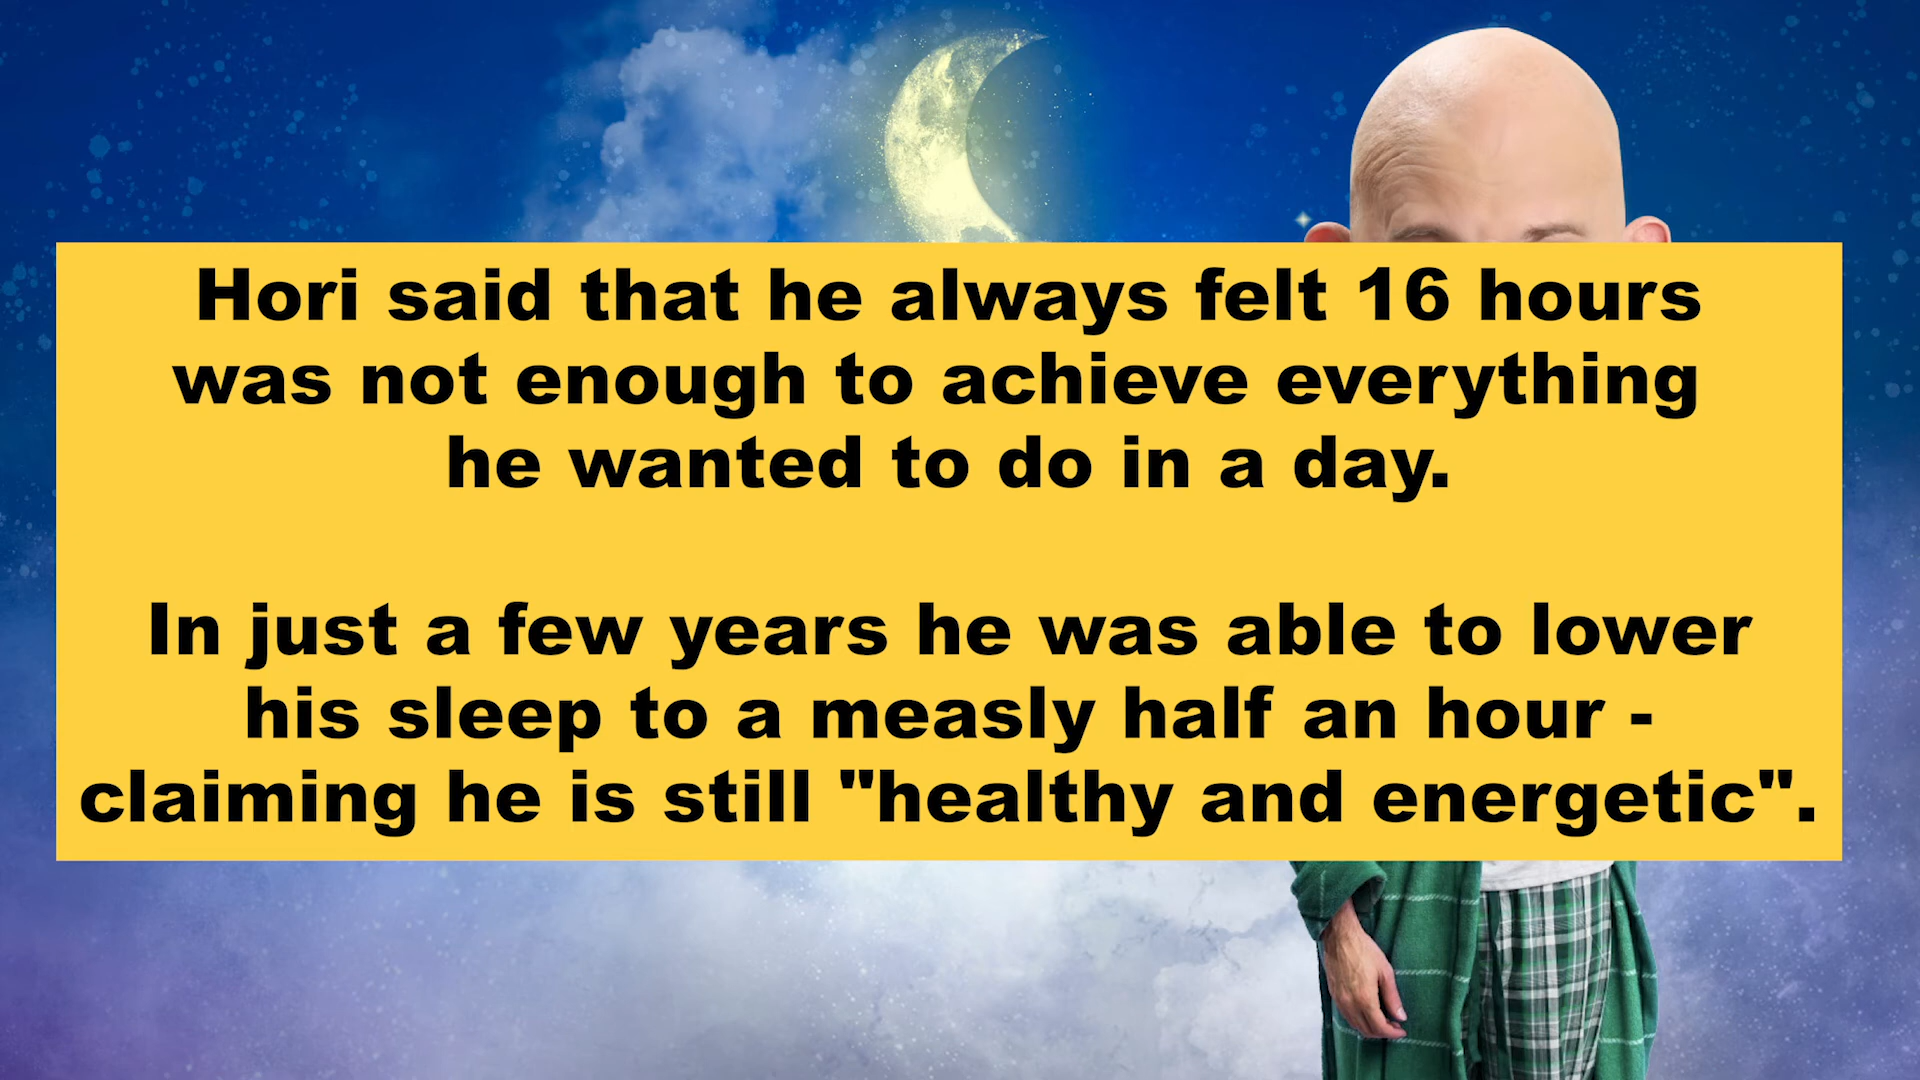 Hori said that he always felt 16 hours
was not enough to achieve everything
he wanted to do in a day.
In just a few years he was able to lower
his sleep to a measly half an hour -
claiming he is still "healthy and energetic".